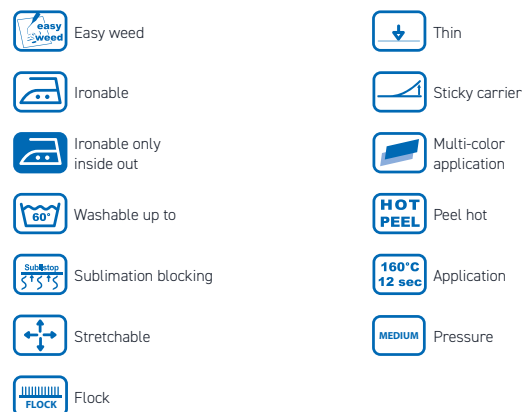 easy
weed
Easy weed
Ironable
Ironable only
inside out
60°
Washable up to
Sublistop
Sublimation blocking
Stretchable
FLOCK
Flock
Thin
Sticky carrier
Multi-color
application
HOT
PEEL
Peel hot
160°C
12 sec
Application
MEDIUM
Pressure